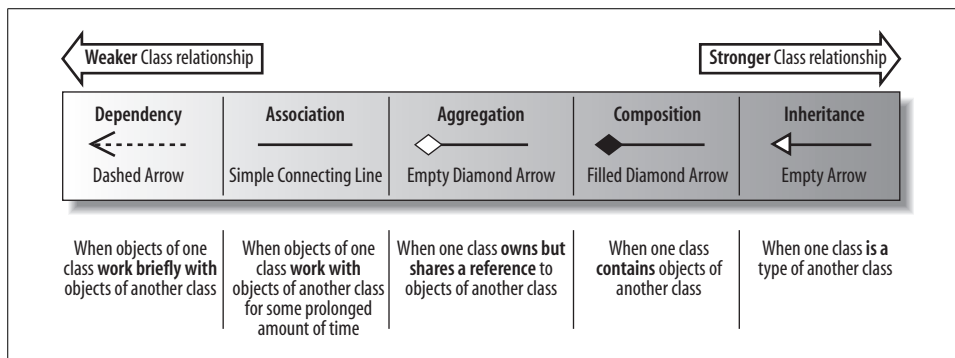 Weaker Class relationship
Stronger Class relationship
Dependency
Dashed Arrow
Association
Simple Connecting Line
Aggregation
Empty Diamond Arrow
Composition
Filled Diamond Arrow
Inheritance
Empty Arrow
When objects of one
class work briefly with
objects of another class
When objects of one
class work with
objects of another class
for some prolonged
amount of time
When one class owns but
shares a reference to
objects of another class
When one class
contains objects of
another class
When one class is a
type of another class